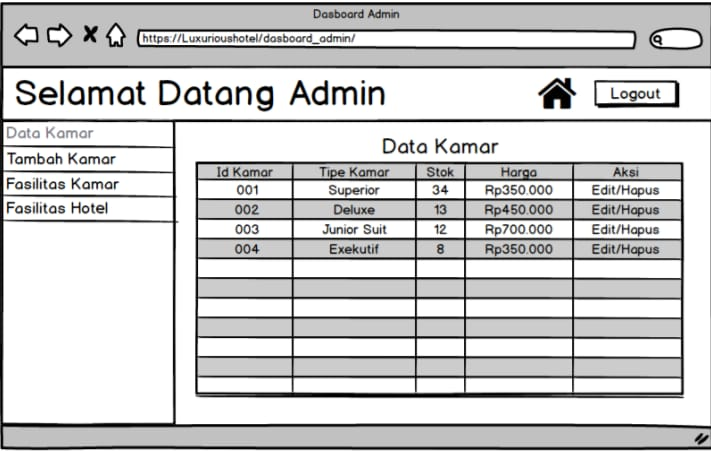 Dasboard Admin
https://Luxurioushotel/dasboard_admin/
Selamat Datang Admin
Logout
Data Kamar
Tambah Kamar
Fasilitas Kamar
Fasilitas Hotel
Data Kamar
Id Kamar Tipe Kamar Stok Harga Aksi
001 Superior 34 Rp350.000 Edit/Hapus
002 Deluxe 13 Rp450.000 Edit/Hapus
003 Junior Suit 12 Rp700.000 Edit/Hapus
004 Exekutif 8 Rp350.000 Edit/Hapus